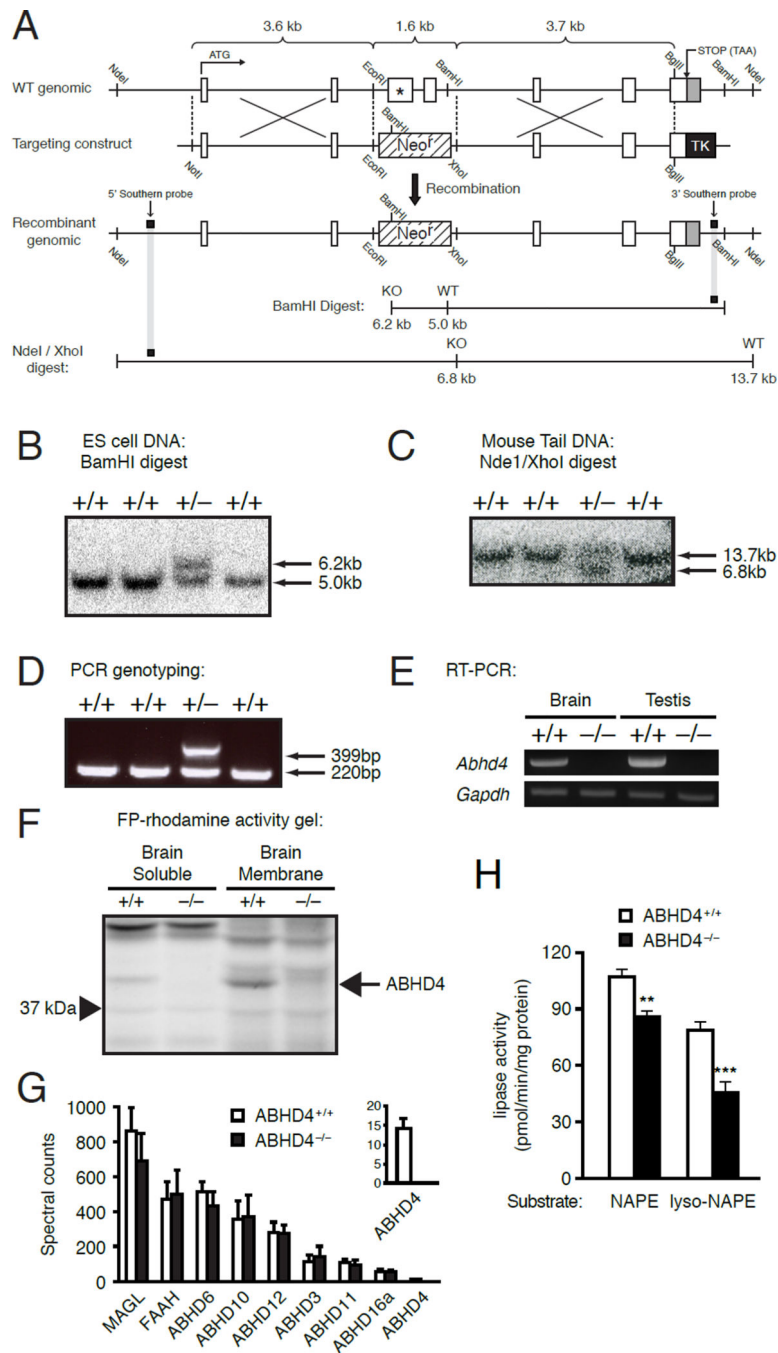 A
3.6 kb 1.6 kb 3.7 kb
ATG
STOP (TAA)
NdeI EcoRI BamHI BglII BamHI NdeI
WT genomic
*
Targeting construct
BamHI
Neoʳ
TK
NotI EcoRI XhoI BglII
Recombination
5' Southern probe
3' Southern probe
Recombinant
genomic
BamHI
Neoʳ
NdeI EcoRI XhoI BglII BamHI NdeI
KO WT
BamHI Digest:
6.2 kb 5.0 kb
NdeI / XhoI
digest:
KO WT
6.8 kb 13.7 kb
B
ES cell DNA:
BamHI digest
+/+ +/+ +/– +/+
6.2kb
5.0kb
C
Mouse Tail DNA:
Nde1/XhoI digest
+/+ +/+ +/– +/+
13.7kb
6.8kb
D
PCR genotyping:
+/+ +/+ +/– +/+
399bp
220bp
E
RT-PCR:
Brain Testis
+/+ –/– +/+ –/–
Abhd4
Gapdh
F
FP-rhodamine activity gel:
Brain
Soluble
Brain
Membrane
+/+ –/– +/+ –/–
37 kDa
ABHD4
G
1000
800
600
400
200
0
Spectral counts
ABHD4+/+
ABHD4–/–
20
15
10
5
0
ABHD4
MAGL FAAH ABHD6 ABHD10 ABHD12 ABHD3 ABHD11 ABHD16a ABHD4
H
ABHD4+/+
ABHD4–/–
120
90
60
30
0
lipase activity
(pmol/min/mg protein)
**
***
Substrate: NAPE lyso-NAPE